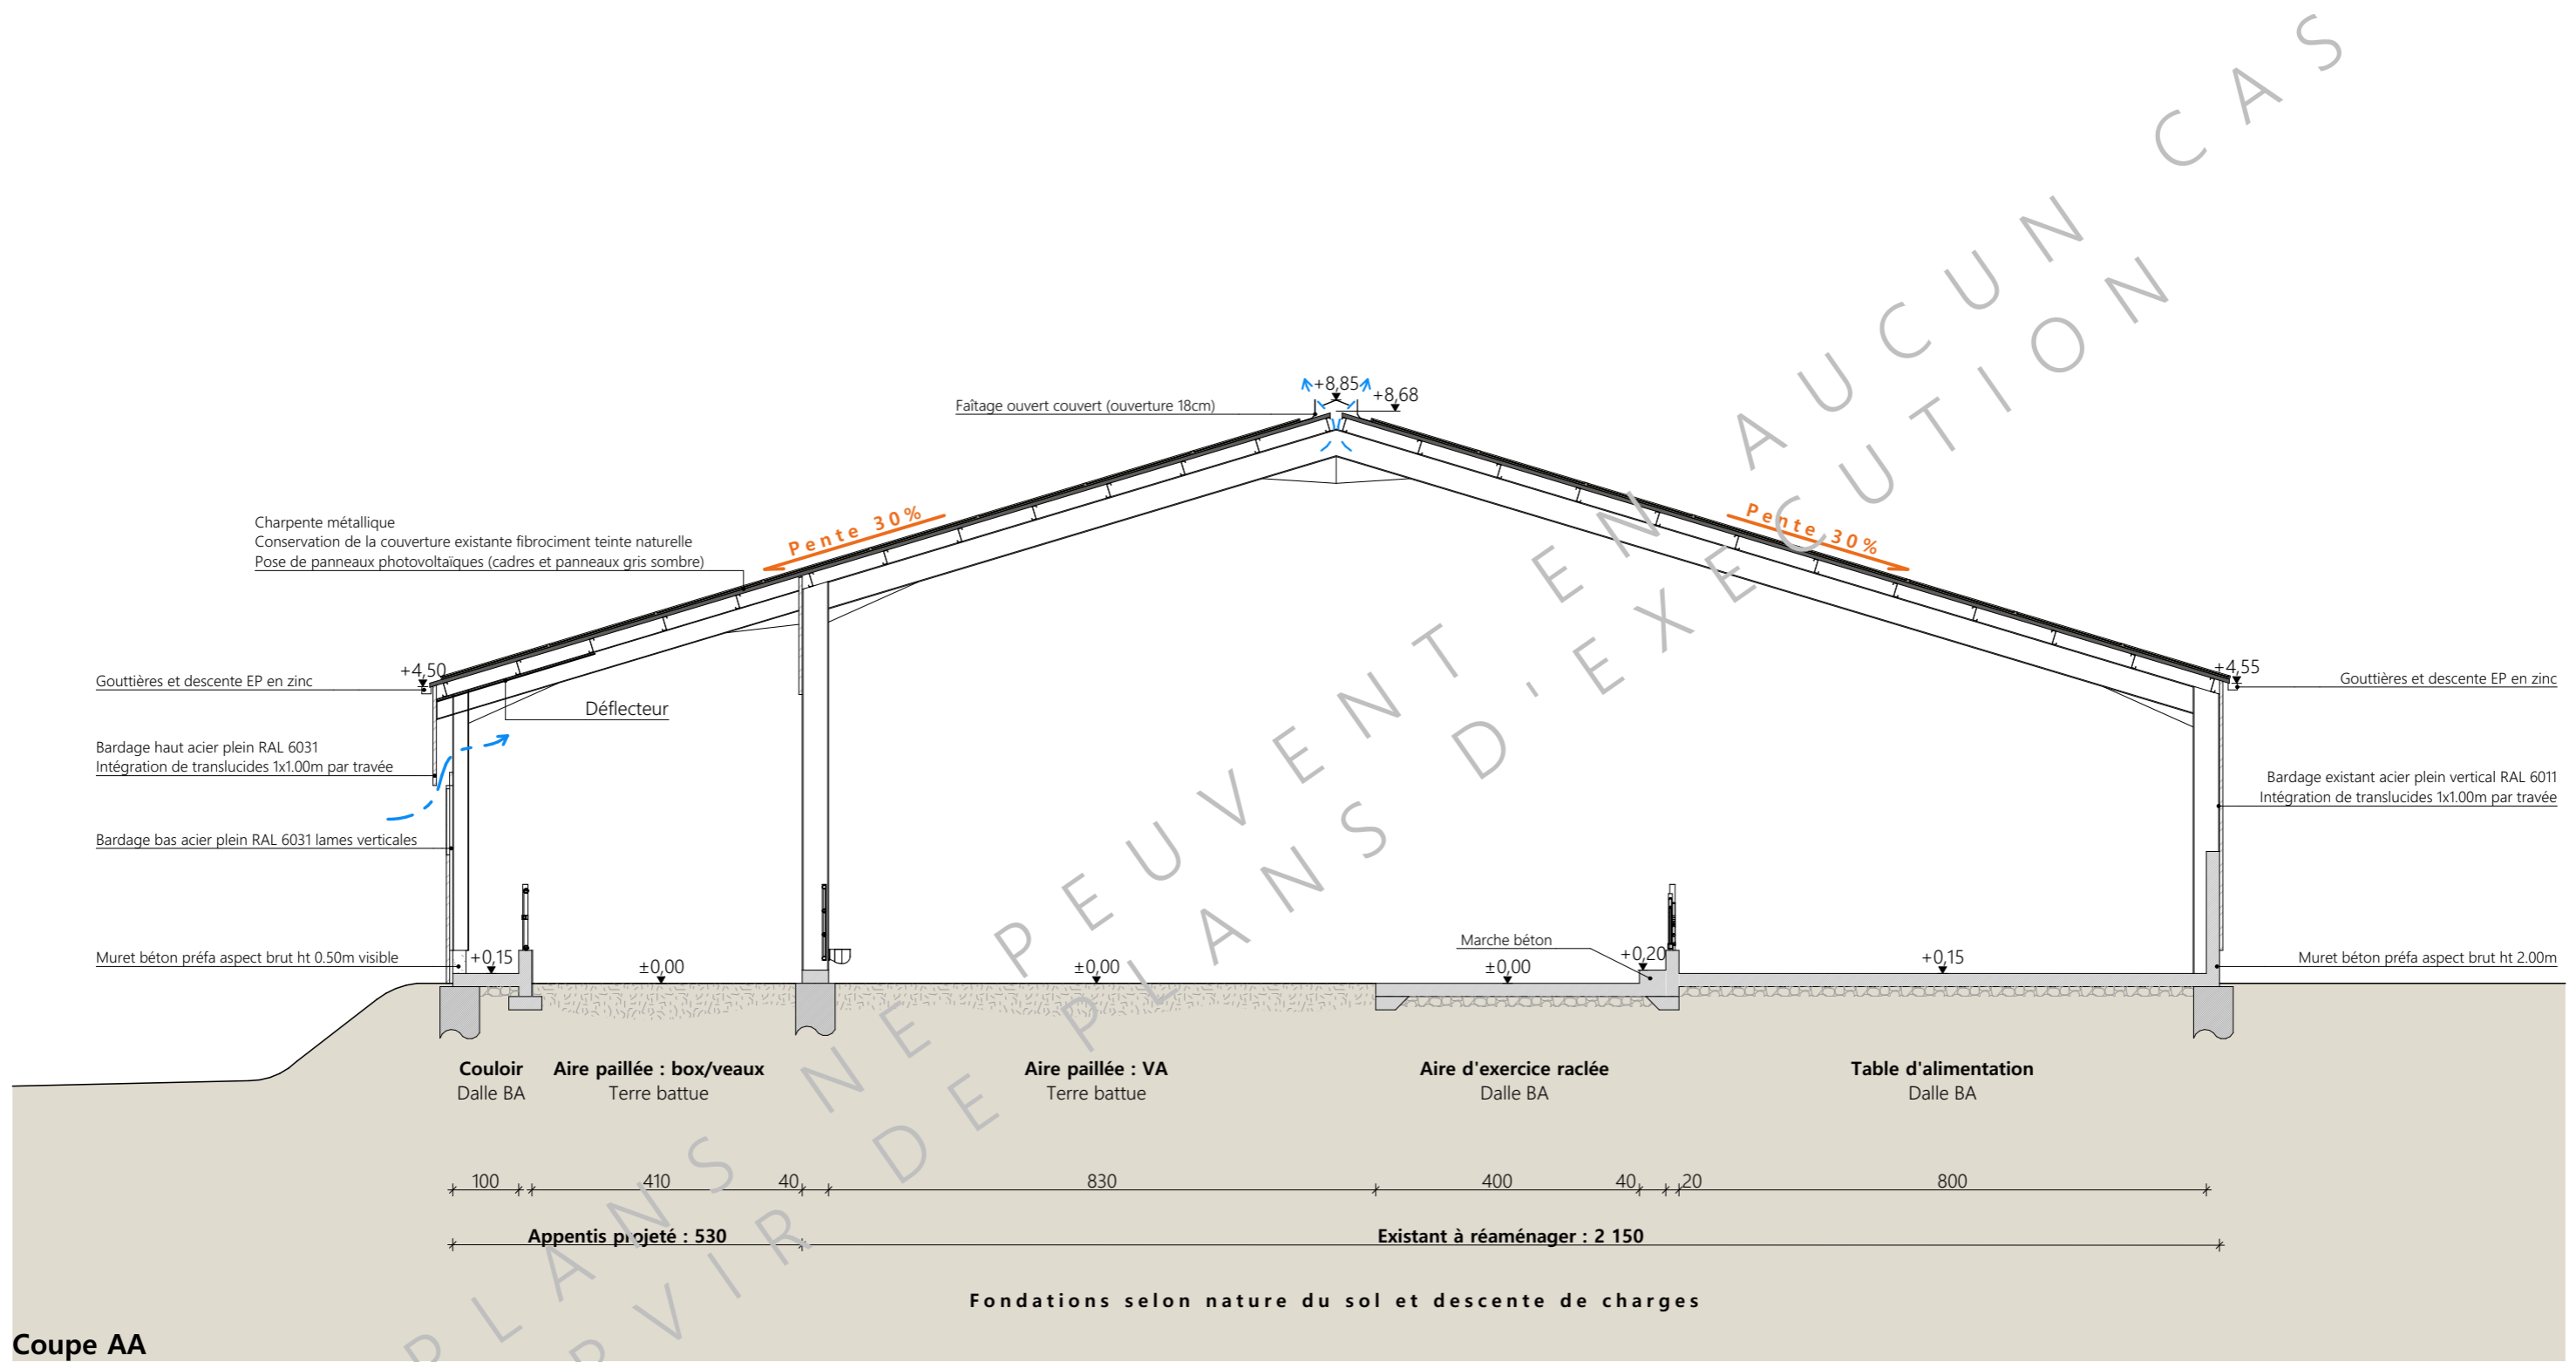 PLANS NE PEUVENT EN AUCUN CAS
RVIR DE PLANS D'EXECUTION
+8,85
+8,68
Faîtage ouvert couvert (ouverture 18cm)
Pente 30%
Pente 30%
Charpente métallique
Conservation de la couverture existante fibrociment teinte naturelle
Pose de panneaux photovoltaïques (cadres et panneaux gris sombre)
+4,50
+4,55
Gouttières et descente EP en zinc
Gouttières et descente EP en zinc
Déflecteur
Bardage haut acier plein RAL 6031
Intégration de translucides 1x1.00m par travée
Bardage existant acier plein vertical RAL 6011
Intégration de translucides 1x1.00m par travée
Bardage bas acier plein RAL 6031 lames verticales
Marche béton
Muret béton préfa aspect brut ht 0.50m visible
+0,15
±0,00
±0,00
±0,00
+0,20
+0,15
Muret béton préfa aspect brut ht 2.00m
Couloir
Dalle BA
Aire paillée : box/veaux
Terre battue
Aire paillée : VA
Terre battue
Aire d'exercice raclée
Dalle BA
Table d'alimentation
Dalle BA
100 410 40 830 400 40 20 800
Appentis projeté : 530
Existant à réaménager : 2 150
Fondations selon nature du sol et descente de charges
Coupe AA